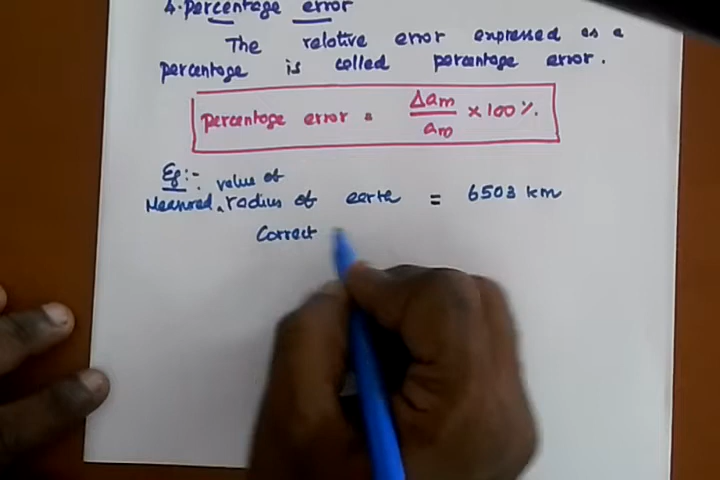 4. Percentage error
The relative error expressed as a
percentage is called percentage error.
percentage error = Δam/am × 100%.
Eg:- value of
Measured ‸ radius of earth = 6503 km
Correct